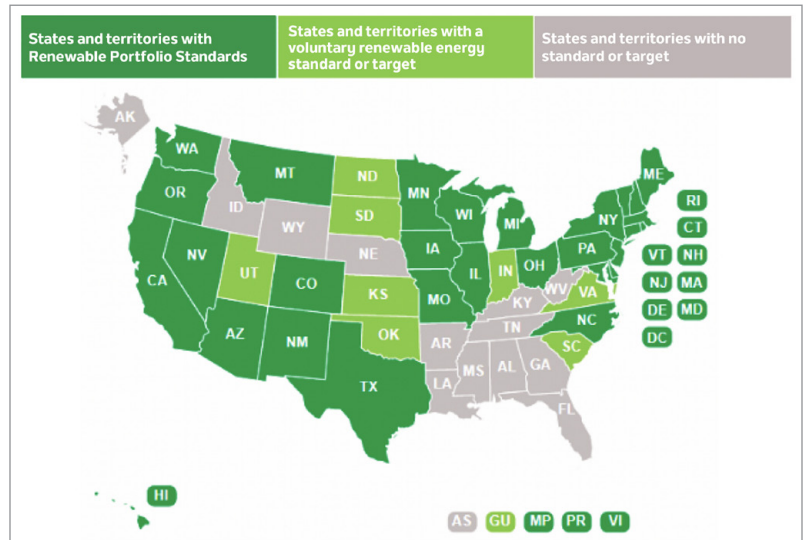 States and territories with
Renewable Portfolio Standards
States and territories with a
voluntary renewable energy
standard or target
States and territories with no
standard or target
AK
WA
MT
ND
MN
ME
OR
ID
SD
WI
MI
NY
RI
WY
CT
NV
NE
IA
PA
VT
NH
CA
UT
CO
IL
IN
OH
NJ
MA
KS
MO
WV
VA
KY
DE
MD
AZ
NM
OK
AR
TN
NC
DC
SC
TX
LA
MS
AL
GA
FL
HI
AS
GU
MP
PR
VI